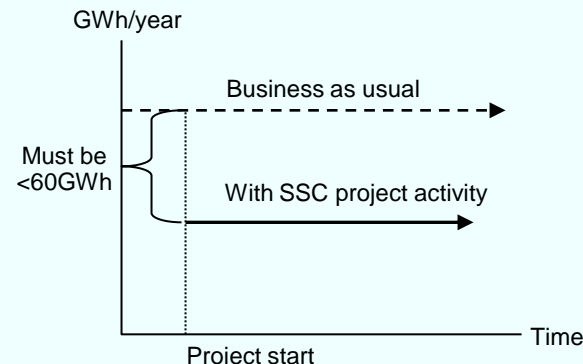 GWh/year
Business as usual
Must be
<60GWh
With SSC project activity
Time
Project start